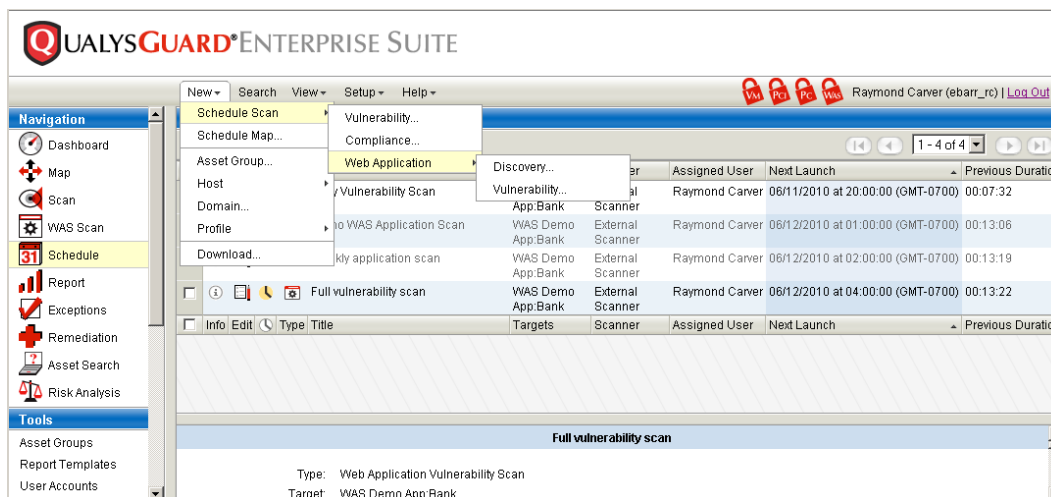 QUALYSGUARD® ENTERPRISE SUITE
New Search View Setup Help
VM PCI PC WAS Raymond Carver (ebarr_rc) | Log Out
Navigation
Dashboard
Map
Scan
WAS Scan
31 Schedule
Report
Exceptions
Remediation
Asset Search
Risk Analysis
Tools
Asset Groups
Report Templates
User Accounts
Schedule Scan
Schedule Map...
Asset Group...
Host
Domain...
Profile
Download...
Vulnerability...
Compliance...
Web Application
Discovery...
Vulnerability...
1 - 4 of 4
Assigned User Next Launch Previous Duratio
Vulnerability Scan App:Bank Scanner Raymond Carver 06/11/2010 at 20:00:00 (GMT-0700) 00:07:32
WAS Application Scan WAS Demo External Raymond Carver 06/12/2010 at 01:00:00 (GMT-0700) 00:13:06
App:Bank Scanner
kly application scan WAS Demo External Raymond Carver 06/12/2010 at 02:00:00 (GMT-0700) 00:13:19
App:Bank Scanner
Full vulnerability scan WAS Demo External Raymond Carver 06/12/2010 at 04:00:00 (GMT-0700) 00:13:22
App:Bank Scanner
Info Edit Type Title Targets Scanner Assigned User Next Launch Previous Duratio
Full vulnerability scan
Type: Web Application Vulnerability Scan
Target: WAS Demo App:Bank